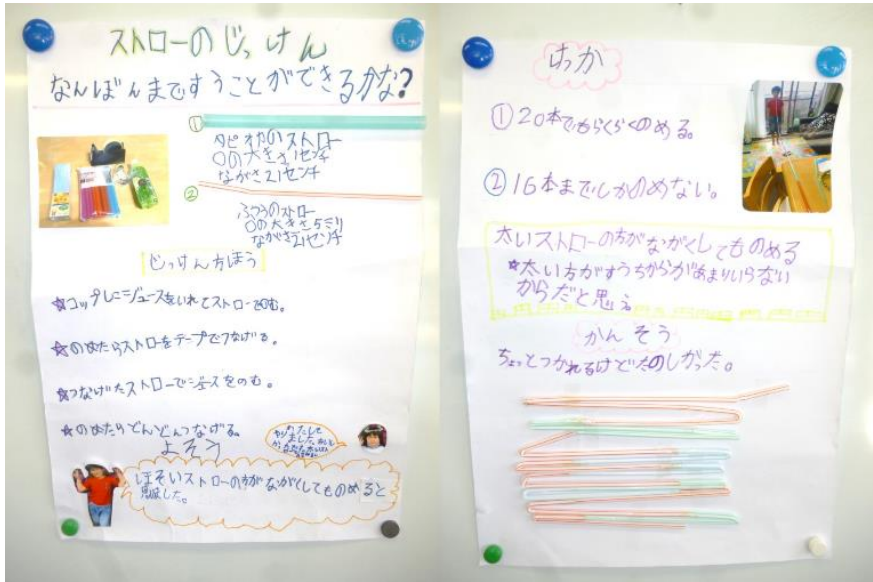 ストローのじっけん
なんぼんまですうことができるかな?
①
タピオカのストロー
○の大きさ1センチ
ながさ21センチ
②
ふつうのストロー
○の大きさ5ミリ
ながさ21センチ
じっけん方ほう
☆コップにジュースをいれてストローでのむ。
☆のめたらストローをテープでつなげる。
☆つなげたストローでジュースをのむ。
☆のめたらどんどんつなげる。
よそう
ほそいストローの方がながくしてものめると
思いました。
けっか
①20本でもらくらくのめる。
②16本までしかのめない。
太いストローの方がながくしてものめる
☆太い方がすうちからがあまりいらない
からだと思う
かんそう
ちょっとつかれるけどたのしかった。